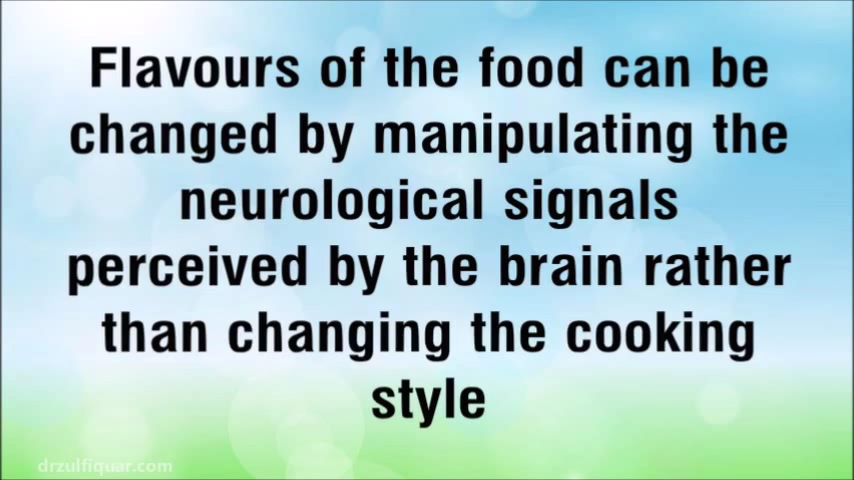 Flavours of the food can be
changed by manipulating the
neurological signals
perceived by the brain rather
than changing the cooking
style
drzulfiquar.com